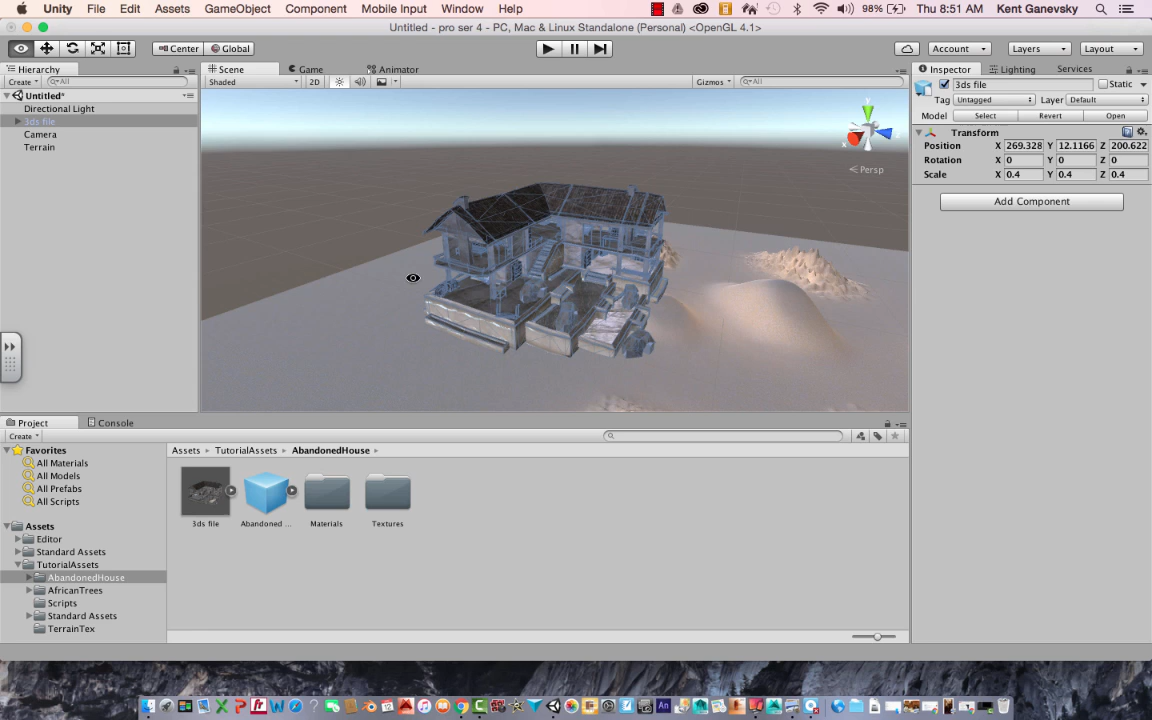 Unity File Edit Assets GameObject Component Mobile Input Window Help 98% Thu 8:51 AM Kent Ganevsky
Untitled - pro ser 4 - PC, Mac & Linux Standalone (Personal) <OpenGL 4.1>
Center Global Account Layers Layout
Hierarchy Scene Game Animator Inspector Lighting Services
Create All Shaded 2D Gizmos All 3ds file Static
Untitled*
Tag Untagged Layer Default
Directional Light
Model Select Revert Open
3ds file
Camera
Terrain
Transform
Position X 269.328 Y 12.1166 Z 200.622
Rotation X 0 Y 0 Z 0
Scale X 0.4 Y 0.4 Z 0.4
Persp
Add Component
Project Console
Create
Favorites
All Materials
All Models
All Prefabs
All Scripts
Assets
Editor
Standard Assets
TutorialAssets
AbandonedHouse
AfricanTrees
Scripts
Standard Assets
TerrainTex
Assets TutorialAssets AbandonedHouse
3ds file Abandoned ... Materials Textures